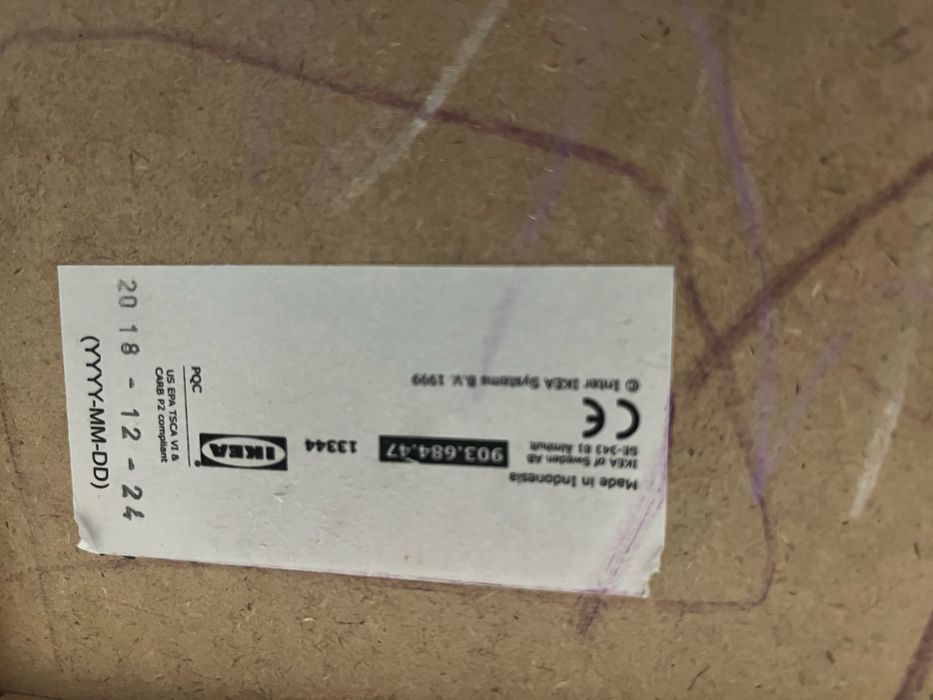 Made in Indonesia
IKEA of Sweden AB
SE-343 81 Älmhult
CE
903.684.47
13344
IKEA®
© Inter IKEA Systems B.V. 1999
PQC
US EPA TSCA VI &
CARB P2 compliant
2018-12-24
(YYYY-MM-DD)